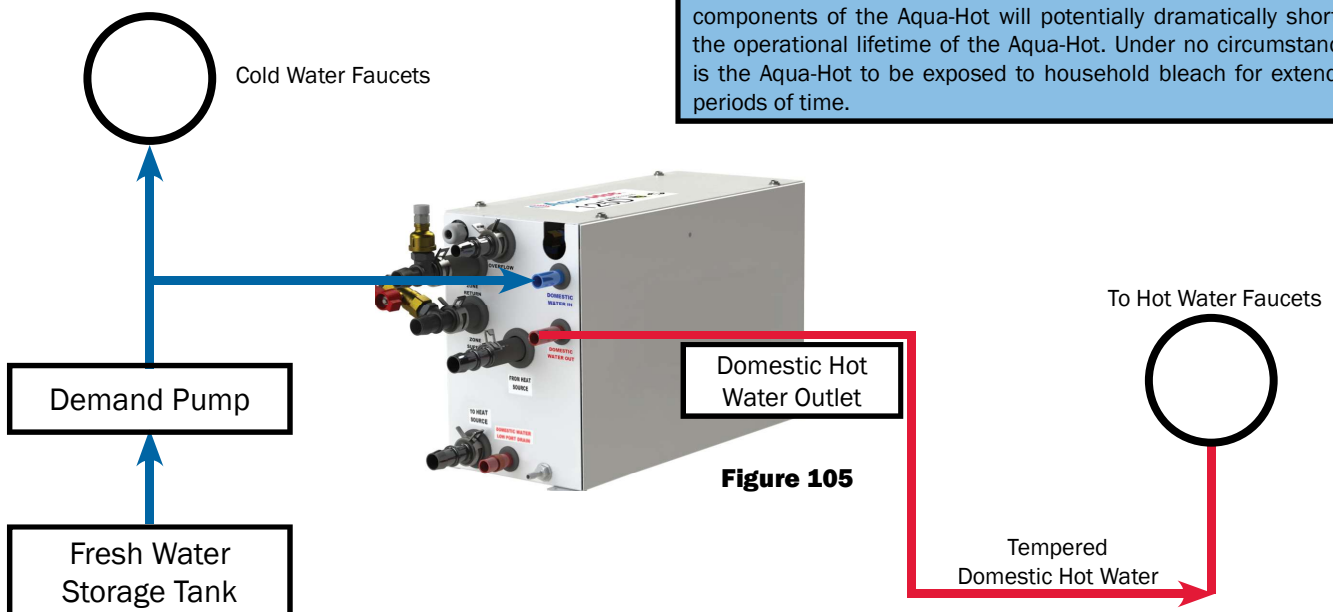 components of the Aqua-Hot will potentially dramatically short
the operational lifetime of the Aqua-Hot. Under no circumstanc
is the Aqua-Hot to be exposed to household bleach for extend
periods of time.
Cold Water Faucets
OVERFLOW
ZONE
RETURN
DOMESTIC
WATER IN
To Hot Water Faucets
ZONE
DOMESTIC
WATER OUT
FROM HEAT
SOURCE
Domestic Hot
Water Outlet
Demand Pump
TO HEAT
SOURCE
DOMESTIC WATER
LOW PORT DRAIN
Figure 105
Fresh Water
Storage Tank
Tempered
Domestic Hot Water